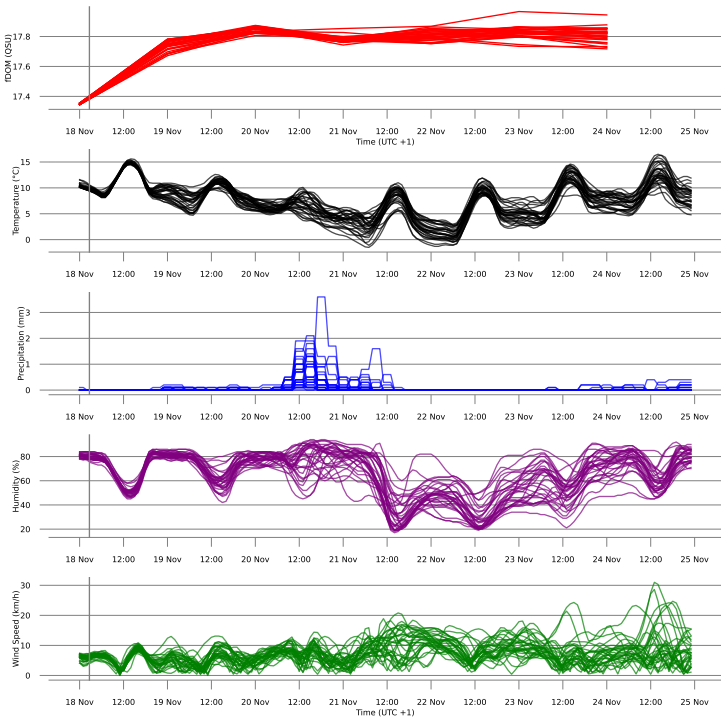 fDOM (QSU)
17.8
17.6
17.4
18 Nov 12:00 19 Nov 12:00 20 Nov 12:00 21 Nov 12:00 22 Nov 12:00 23 Nov 12:00 24 Nov 12:00 25 Nov
Time (UTC +1)
Temperature (°C)
15
10
5
0
18 Nov 12:00 19 Nov 12:00 20 Nov 12:00 21 Nov 12:00 22 Nov 12:00 23 Nov 12:00 24 Nov 12:00 25 Nov
Precipitation (mm)
3
2
1
0
18 Nov 12:00 19 Nov 12:00 20 Nov 12:00 21 Nov 12:00 22 Nov 12:00 23 Nov 12:00 24 Nov 12:00 25 Nov
Humidity (%)
80
60
40
20
18 Nov 12:00 19 Nov 12:00 20 Nov 12:00 21 Nov 12:00 22 Nov 12:00 23 Nov 12:00 24 Nov 12:00 25 Nov
Wind Speed (km/h)
30
20
10
0
18 Nov 12:00 19 Nov 12:00 20 Nov 12:00 21 Nov 12:00 22 Nov 12:00 23 Nov 12:00 24 Nov 12:00 25 Nov
Time (UTC +1)